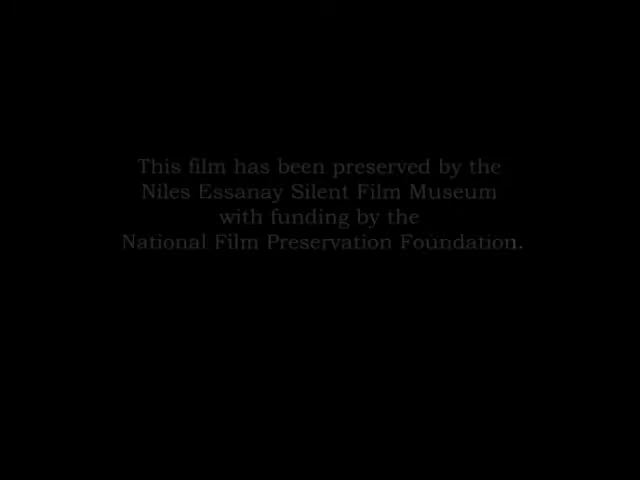 This film has been preserved by the
Niles Essanay Silent Film Museum
with funding by the
National Film Preservation Foundation.